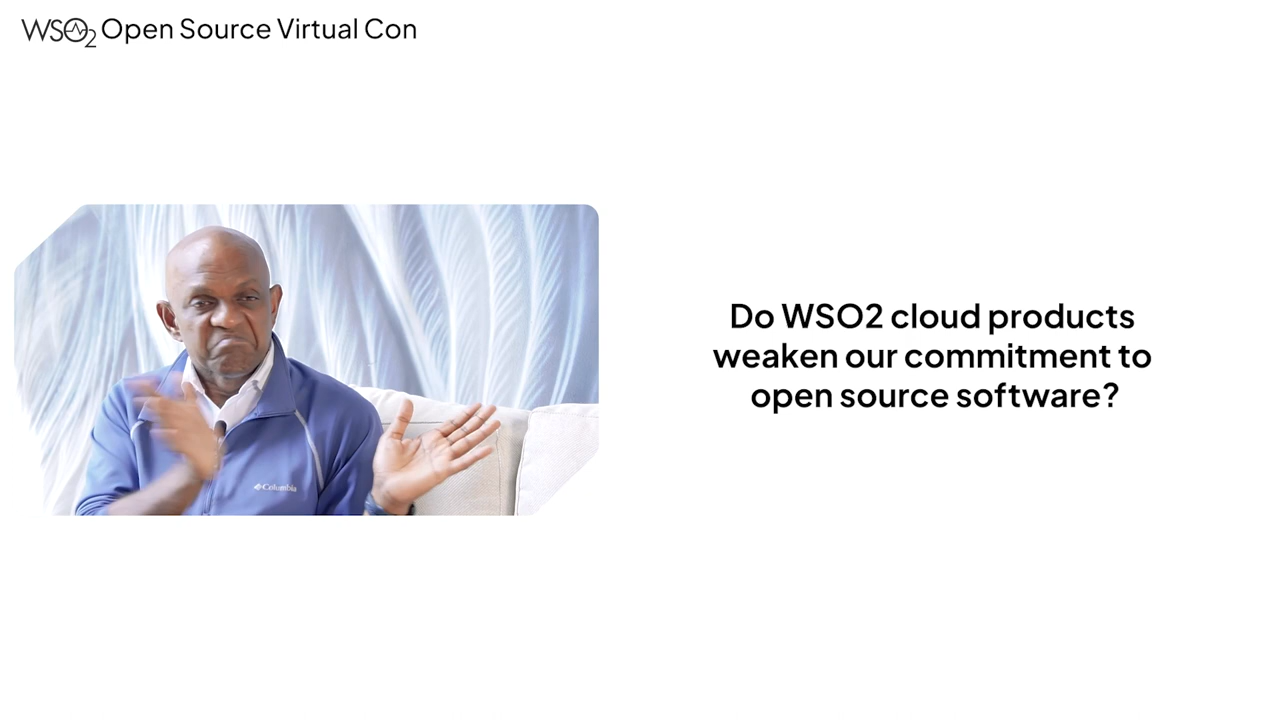 WSO2 Open Source Virtual Con
Do WSO2 cloud products
weaken our commitment to
open source software?
Columbia